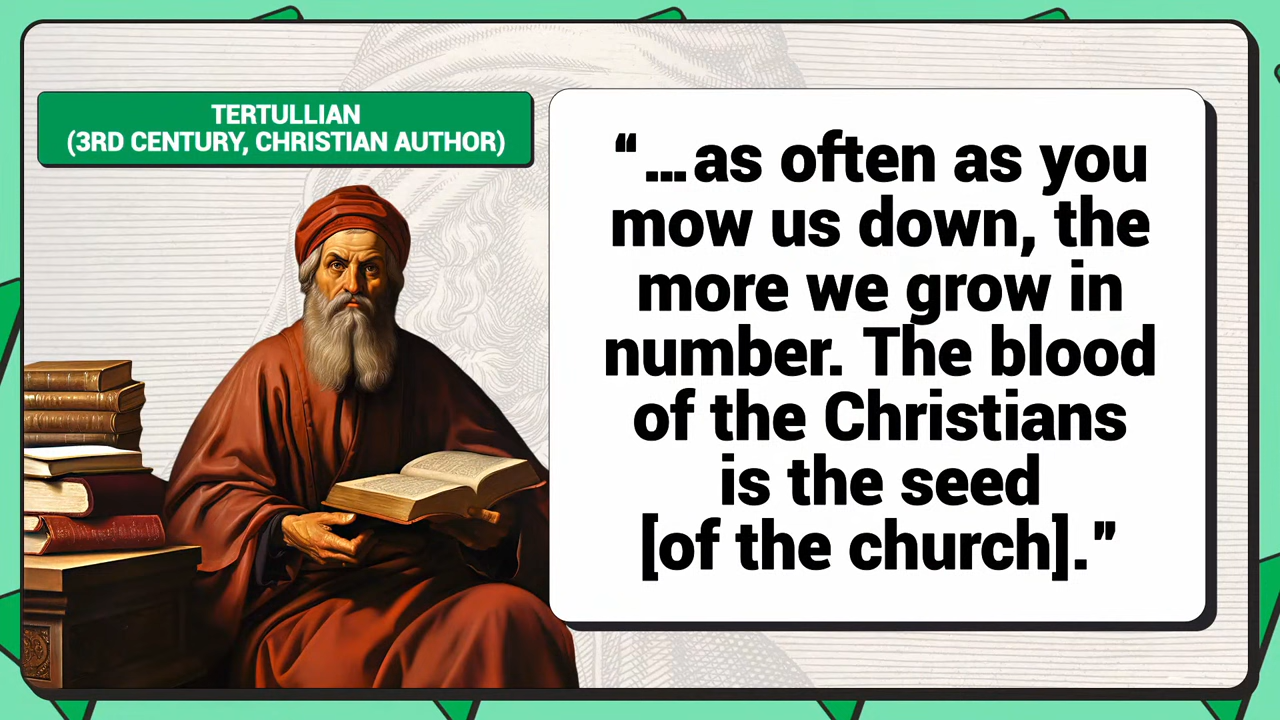 TERTULLIAN
(3RD CENTURY, CHRISTIAN AUTHOR)
“...as often as you
mow us down, the
more we grow in
number. The blood
of the Christians
is the seed
[of the church].”